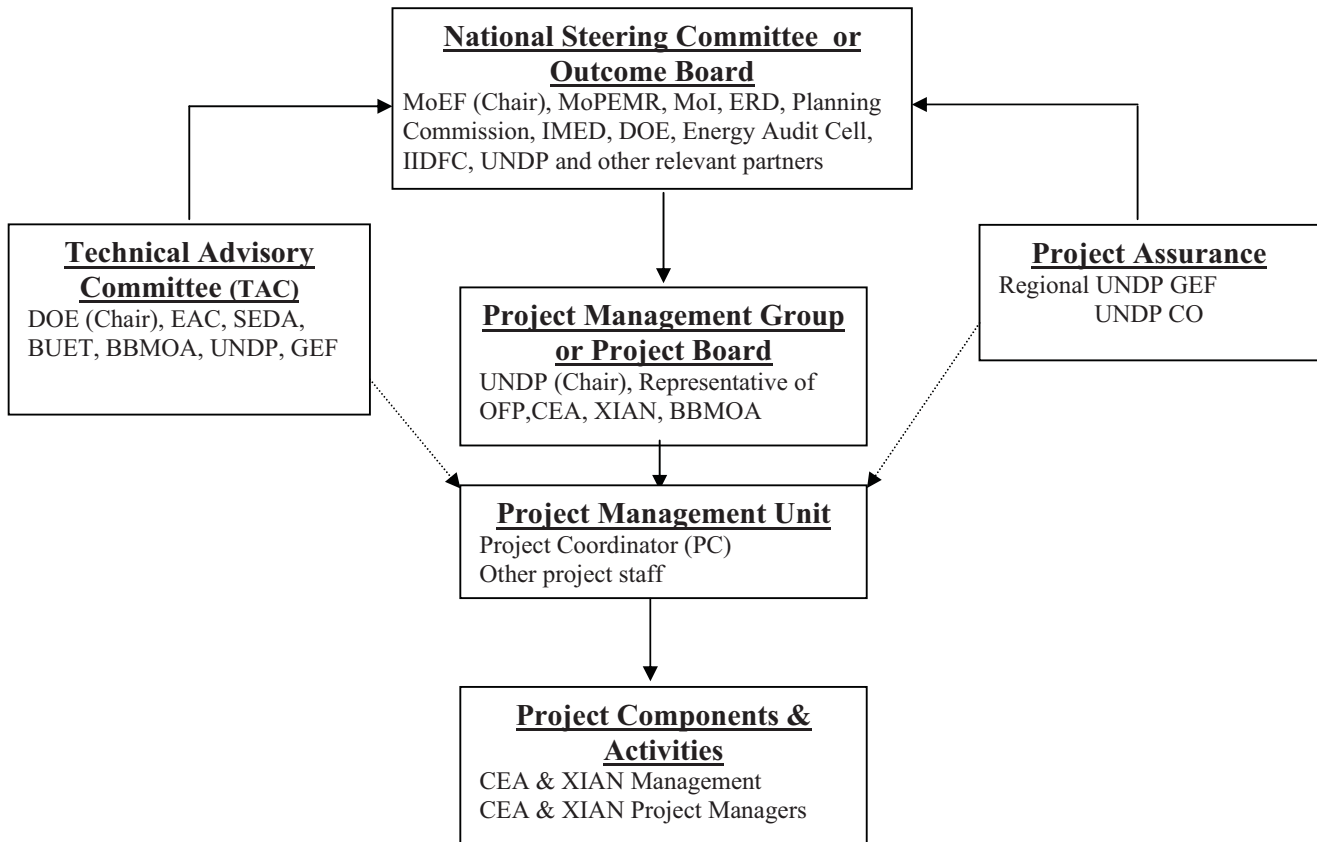 National Steering Committee or
Outcome Board
MoEF (Chair), MoPEMR, MoI, ERD, Planning
Commission, IMED, DOE, Energy Audit Cell,
IIDFC, UNDP and other relevant partners
Technical Advisory
Committee (TAC)
DOE (Chair), EAC, SEDA,
BUET, BBMOA, UNDP, GEF
Project Assurance
Regional UNDP GEF
UNDP CO
Project Management Group
or Project Board
UNDP (Chair), Representative of
OFP,CEA, XIAN, BBMOA
Project Management Unit
Project Coordinator (PC)
Other project staff
Project Components &
Activities
CEA & XIAN Management
CEA & XIAN Project Managers